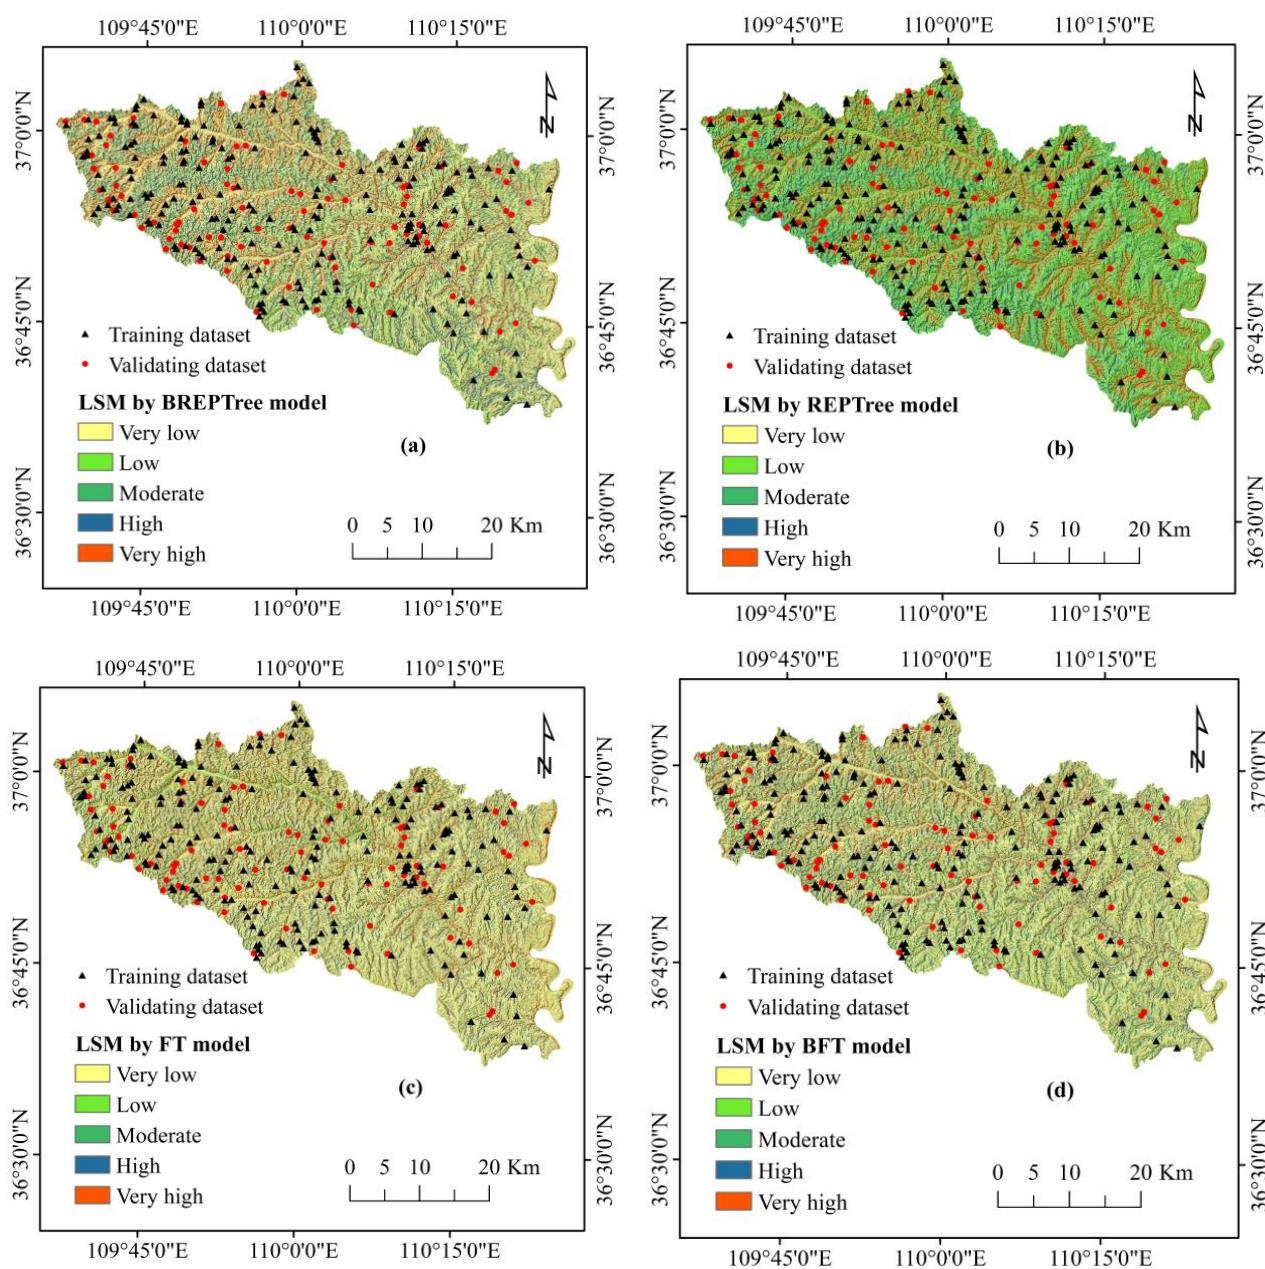 109°45'0"E 110°0'0"E 110°15'0"E
37°0'0"N
37°0'0"N
36°45'0"N
36°45'0"N
36°30'0"N
36°30'0"N
N
Training dataset
Validating dataset
LSM by BREPTree model
Very low
Low
Moderate
High
Very high
(a)
0 5 10 20 Km
109°45'0"E 110°0'0"E 110°15'0"E
109°45'0"E 110°0'0"E 110°15'0"E
37°0'0"N
37°0'0"N
36°45'0"N
36°45'0"N
36°30'0"N
36°30'0"N
N
Training dataset
Validating dataset
LSM by REPTree model
Very low
Low
Moderate
High
Very high
(b)
0 5 10 20 Km
109°45'0"E 110°0'0"E 110°15'0"E
109°45'0"E 110°0'0"E 110°15'0"E
37°0'0"N
37°0'0"N
36°45'0"N
36°45'0"N
36°30'0"N
36°30'0"N
N
Training dataset
Validating dataset
LSM by FT model
Very low
Low
Moderate
High
Very high
(c)
0 5 10 20 Km
109°45'0"E 110°0'0"E 110°15'0"E
109°45'0"E 110°0'0"E 110°15'0"E
37°0'0"N
37°0'0"N
36°45'0"N
36°45'0"N
36°30'0"N
36°30'0"N
N
Training dataset
Validating dataset
LSM by BFT model
Very low
Low
Moderate
High
Very high
(d)
0 5 10 20 Km
109°45'0"E 110°0'0"E 110°15'0"E